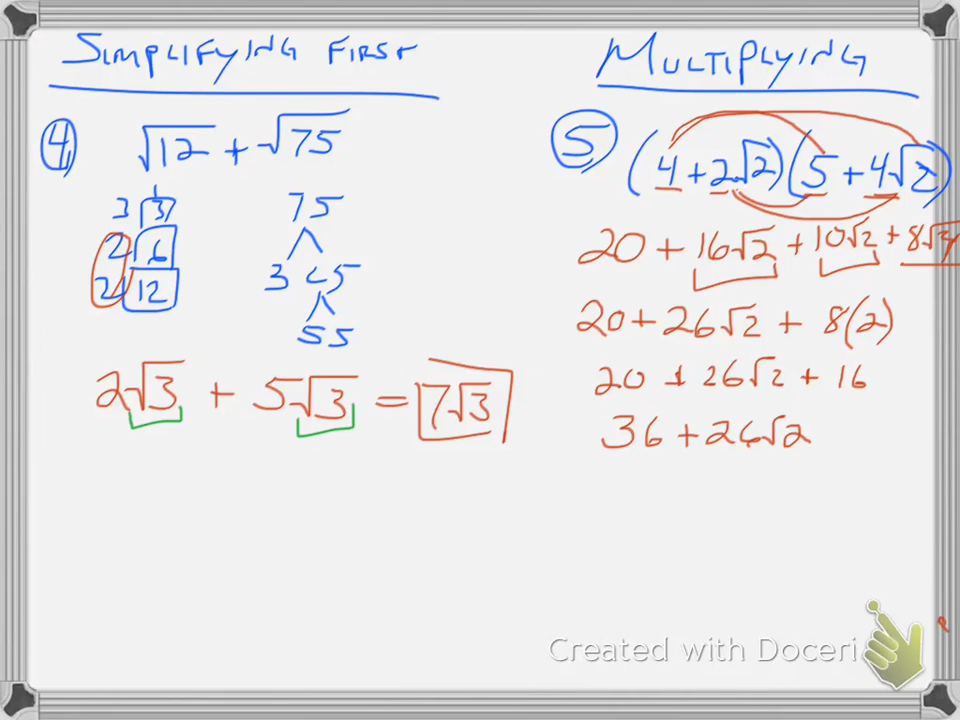 SIMPLIFYING FIRST
④ √12 + √75
1
3 √3
2 √6
2 √12
75
3 25
5 5
2√3 + 5√3 = 7√3
MULTIPLYING
⑤ (4 + 2√2)(5 + 4√2)
20 + 16√2 + 10√2 + 8√4
20 + 26√2 + 8(2)
20 + 26√2 + 16
36 + 26√2
Created with Doceri